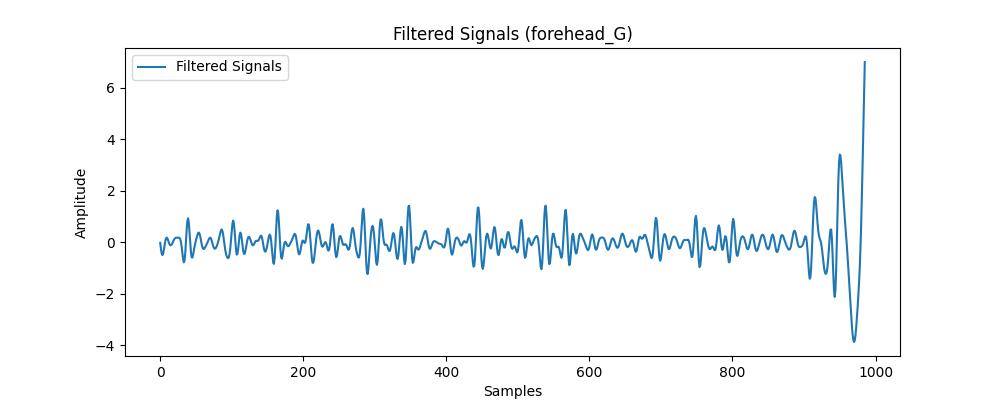 Filtered Signals (forehead_G)
Filtered Signals
6
4
2
0
−2
−4
Amplitude
0 200 400 600 800 1000
Samples